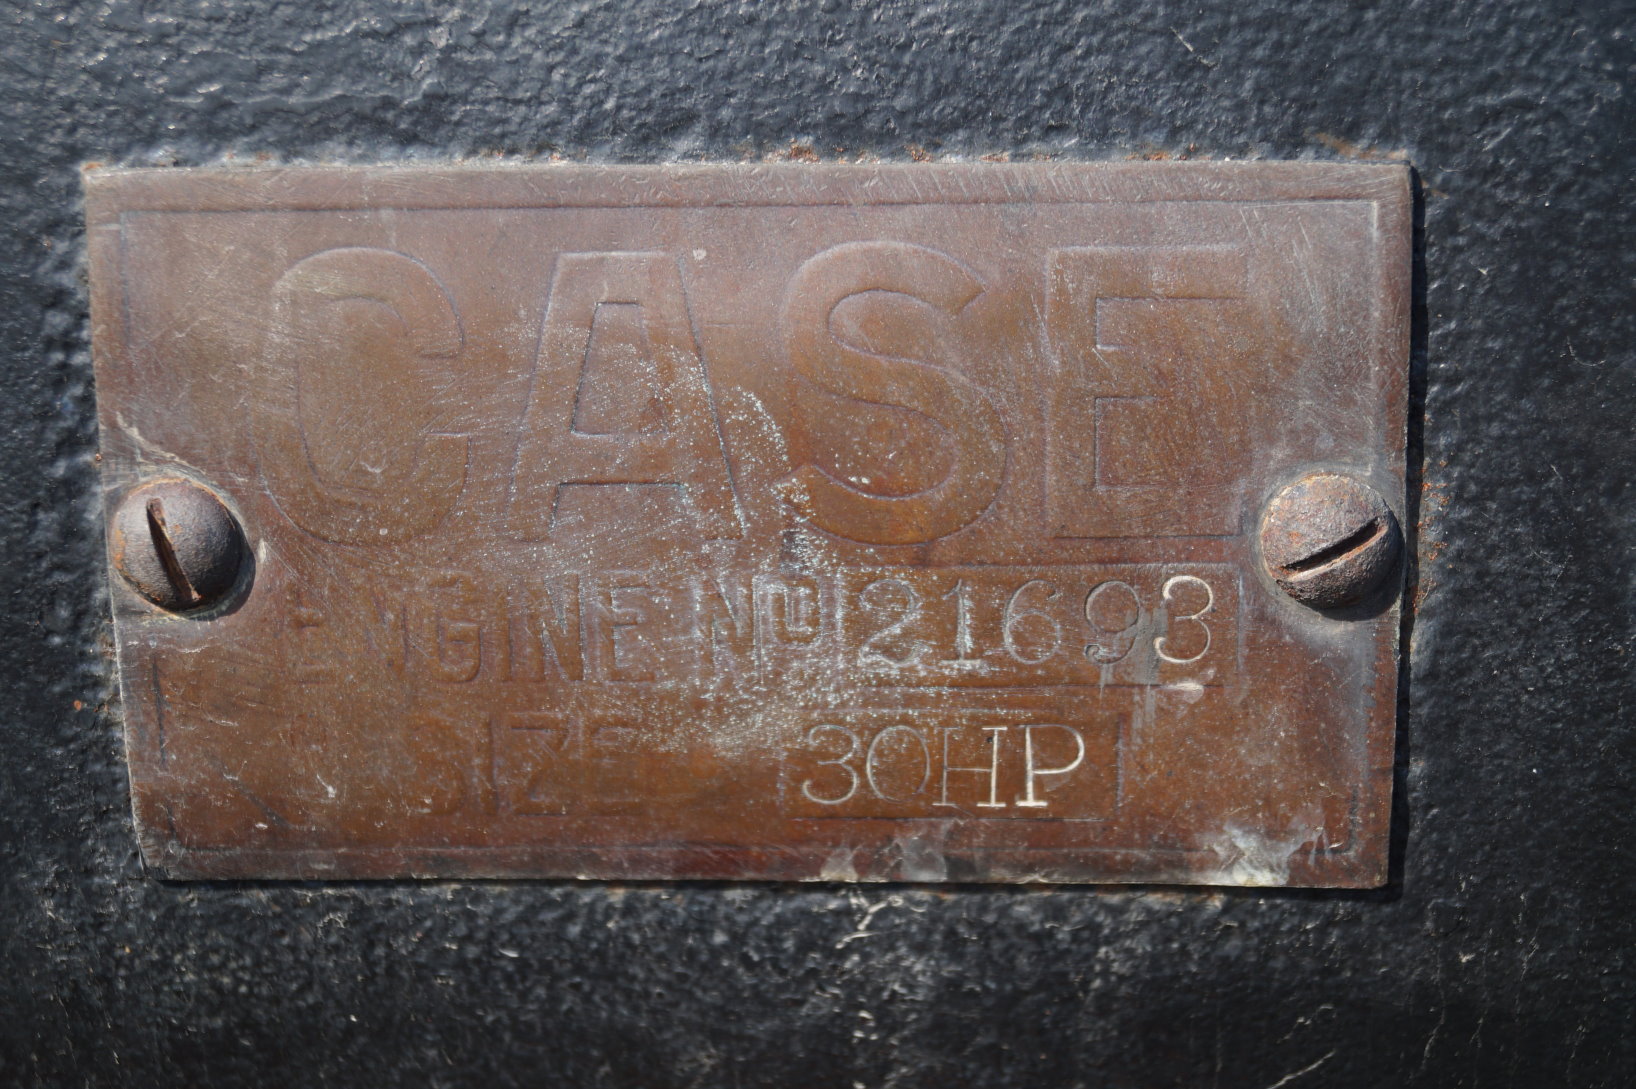 CASE
ENGINE NO 21693
SIZE 30HP